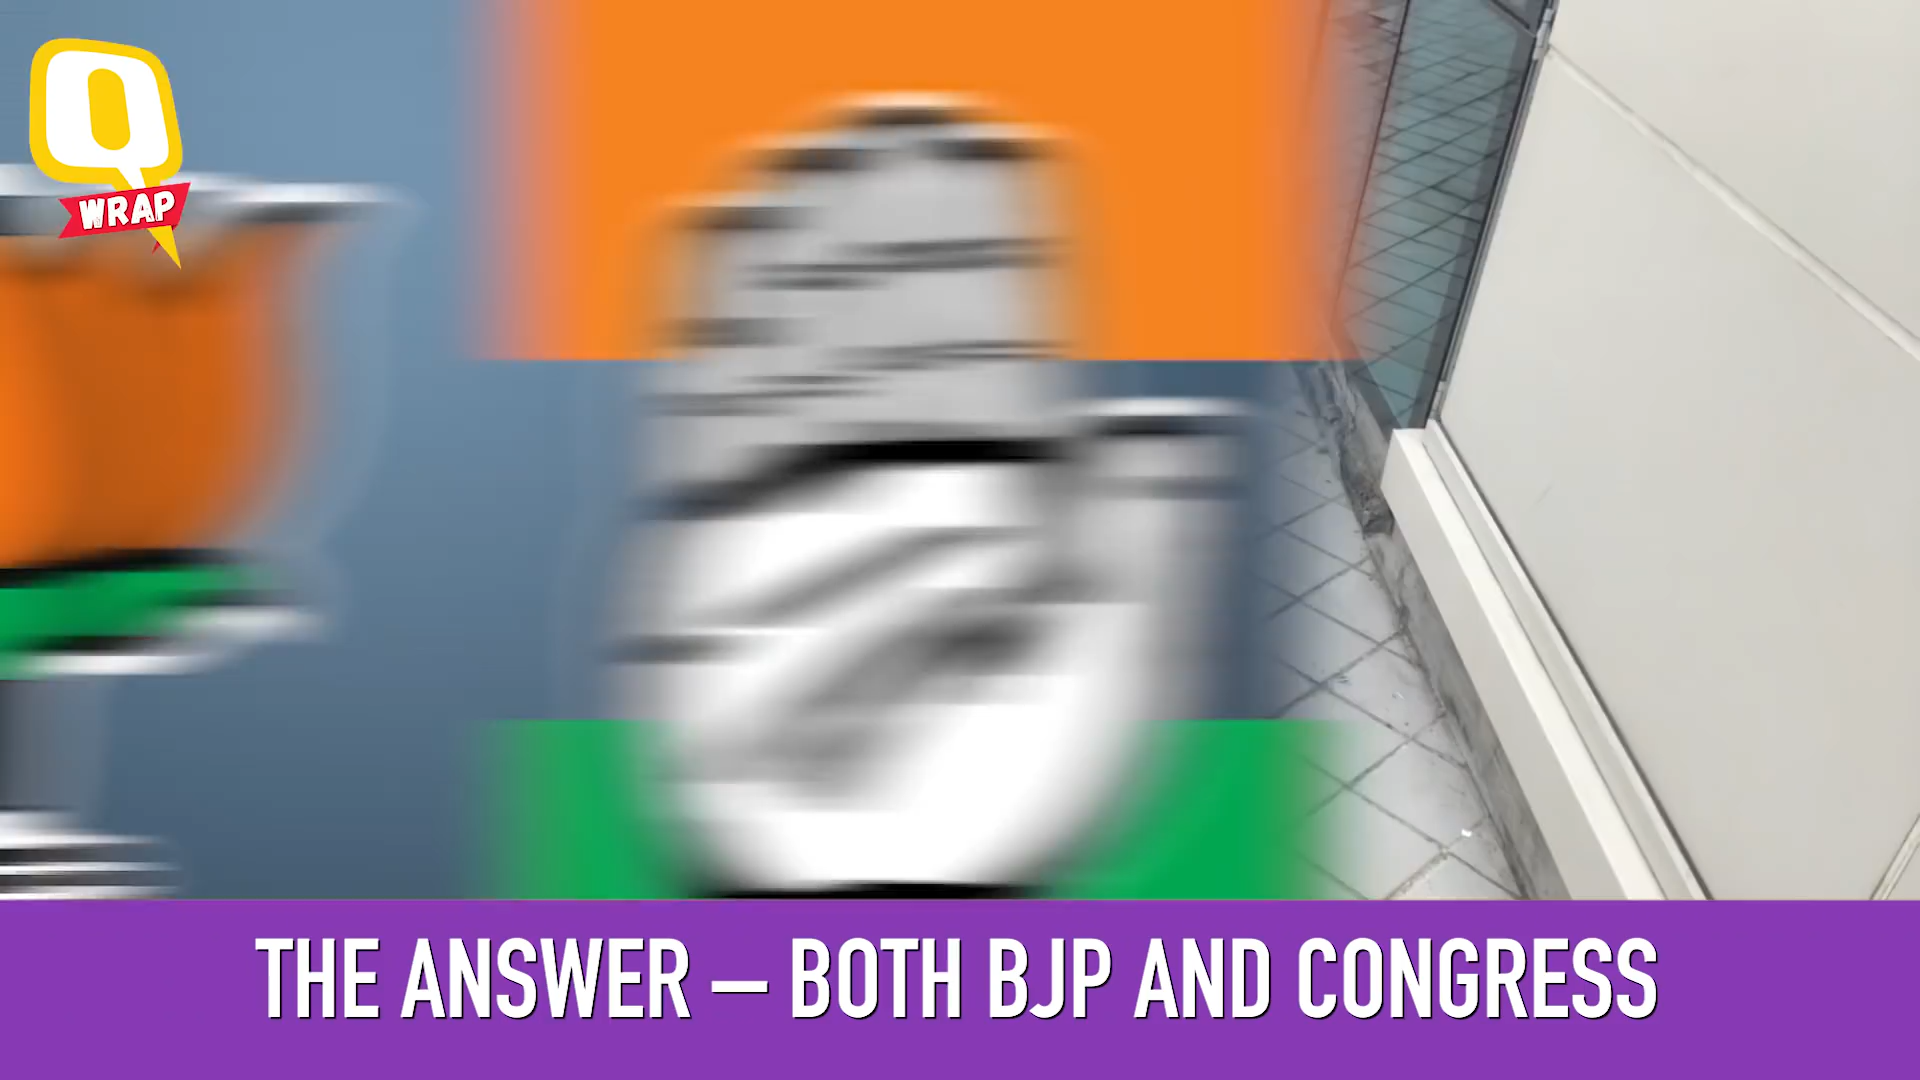 Q
WRAP
THE ANSWER – BOTH BJP AND CONGRESS